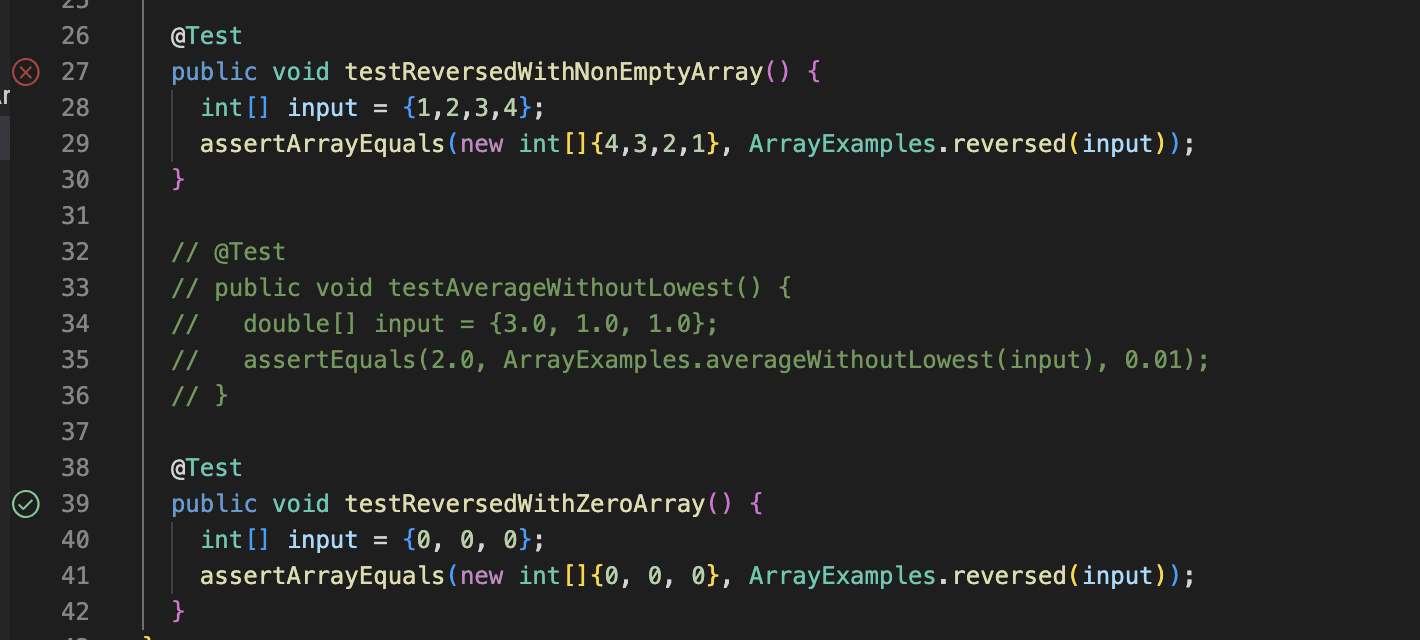 25
26 @Test
27 public void testReversedWithNonEmptyArray() {
28 int[] input = {1,2,3,4};
29 assertArrayEquals(new int[]{4,3,2,1}, ArrayExamples.reversed(input));
30 }
31
32 // @Test
33 // public void testAverageWithoutLowest() {
34 //   double[] input = {3.0, 1.0, 1.0};
35 //   assertEquals(2.0, ArrayExamples.averageWithoutLowest(input), 0.01);
36 // }
37
38 @Test
39 public void testReversedWithZeroArray() {
40 int[] input = {0, 0, 0};
41 assertArrayEquals(new int[]{0, 0, 0}, ArrayExamples.reversed(input));
42 }